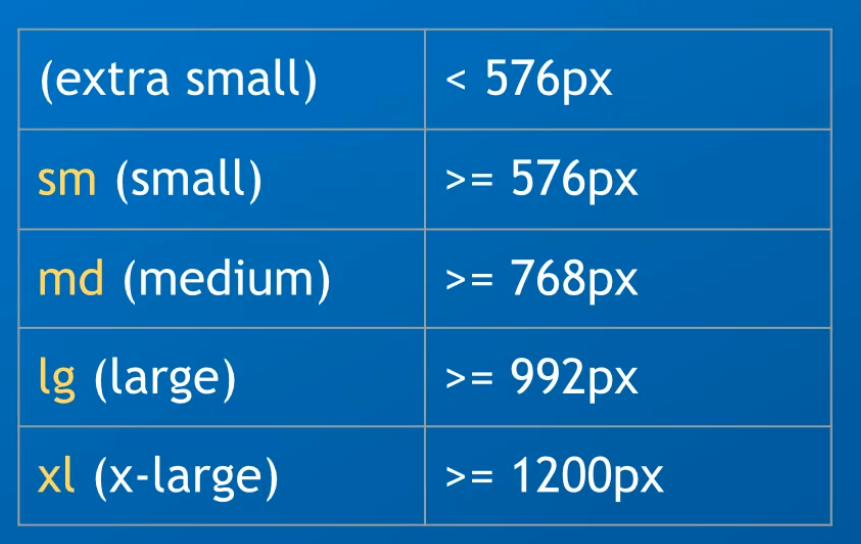 (extra small) < 576px
sm (small) >= 576px
md (medium) >= 768px
lg (large) >= 992px
xl (x-large) >= 1200px